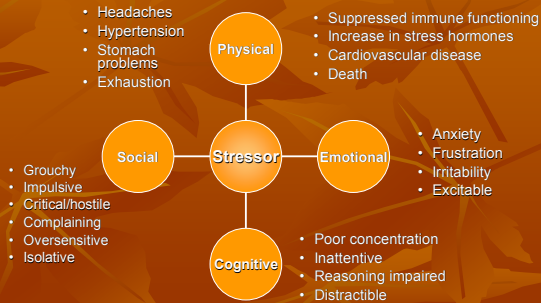 • Headaches
• Hypertension
• Stomach
problems
• Exhaustion
Physical
• Suppressed immune functioning
• Increase in stress hormones
• Cardiovascular disease
• Death
Social
Stressor
Emotional
• Anxiety
• Frustration
• Irritability
• Excitable
• Grouchy
• Impulsive
• Critical/hostile
• Complaining
• Oversensitive
• Isolative
Cognitive
• Poor concentration
• Inattentive
• Reasoning impaired
• Distractible